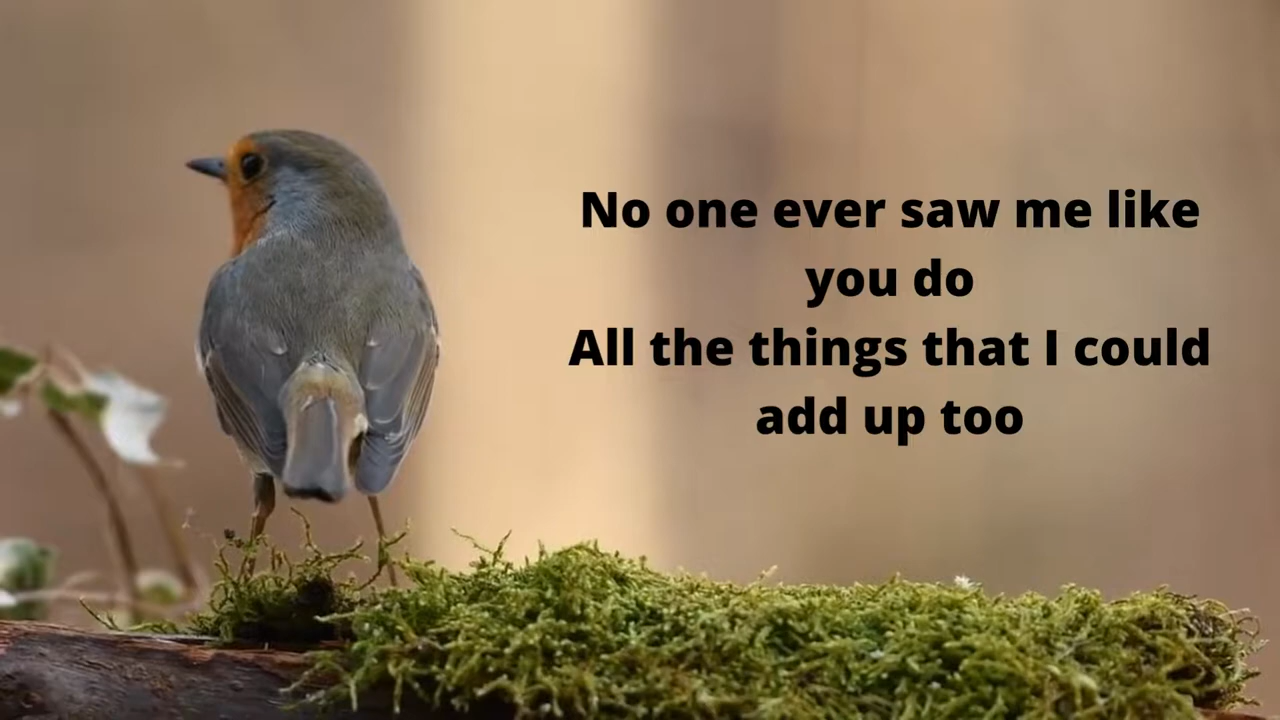 No one ever saw me like
you do
All the things that I could
add up too